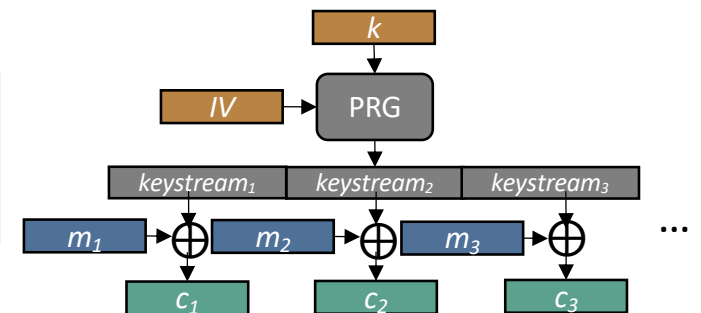 k
IV PRG
keystream₁ keystream₂ keystream₃
m₁ m₂ m₃ ...
c₁ c₂ c₃